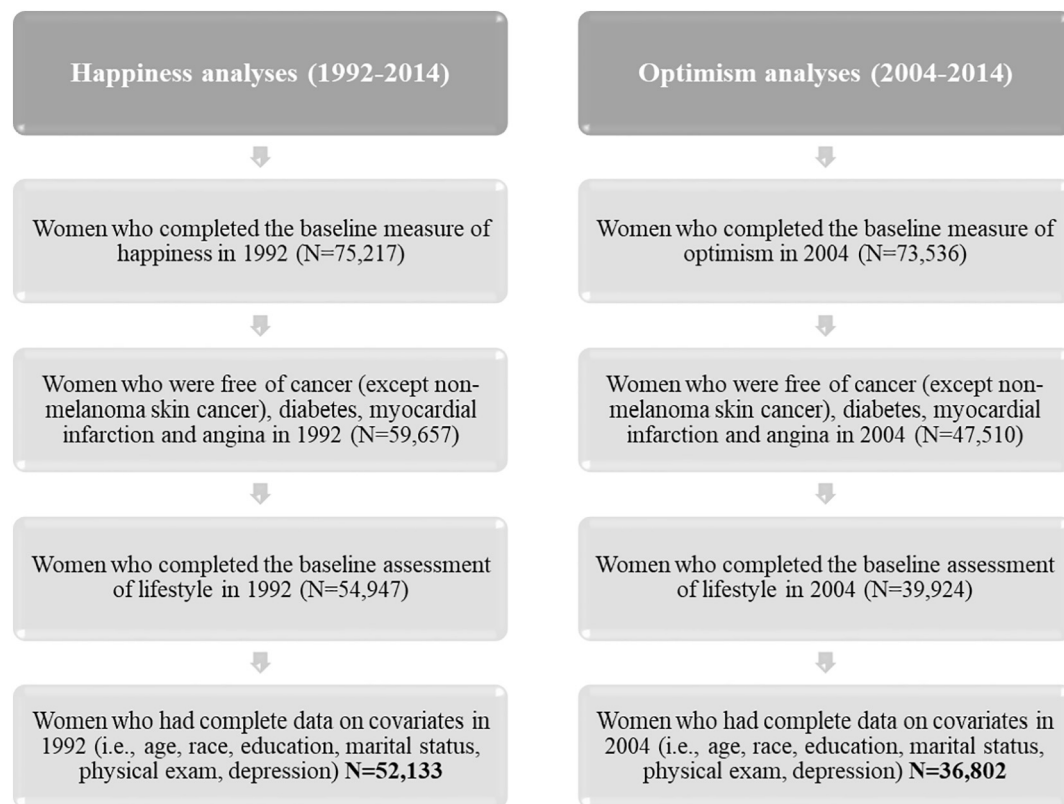 Happiness analyses (1992-2014)
Women who completed the baseline measure of
happiness in 1992 (N=75,217)
Women who were free of cancer (except non-
melanoma skin cancer), diabetes, myocardial
infarction and angina in 1992 (N=59,657)
Women who completed the baseline assessment
of lifestyle in 1992 (N=54,947)
Women who had complete data on covariates in
1992 (i.e., age, race, education, marital status,
physical exam, depression) N=52,133
Optimism analyses (2004-2014)
Women who completed the baseline measure of
optimism in 2004 (N=73,536)
Women who were free of cancer (except non-
melanoma skin cancer), diabetes, myocardial
infarction and angina in 2004 (N=47,510)
Women who completed the baseline assessment
of lifestyle in 2004 (N=39,924)
Women who had complete data on covariates in
2004 (i.e., age, race, education, marital status,
physical exam, depression) N=36,802